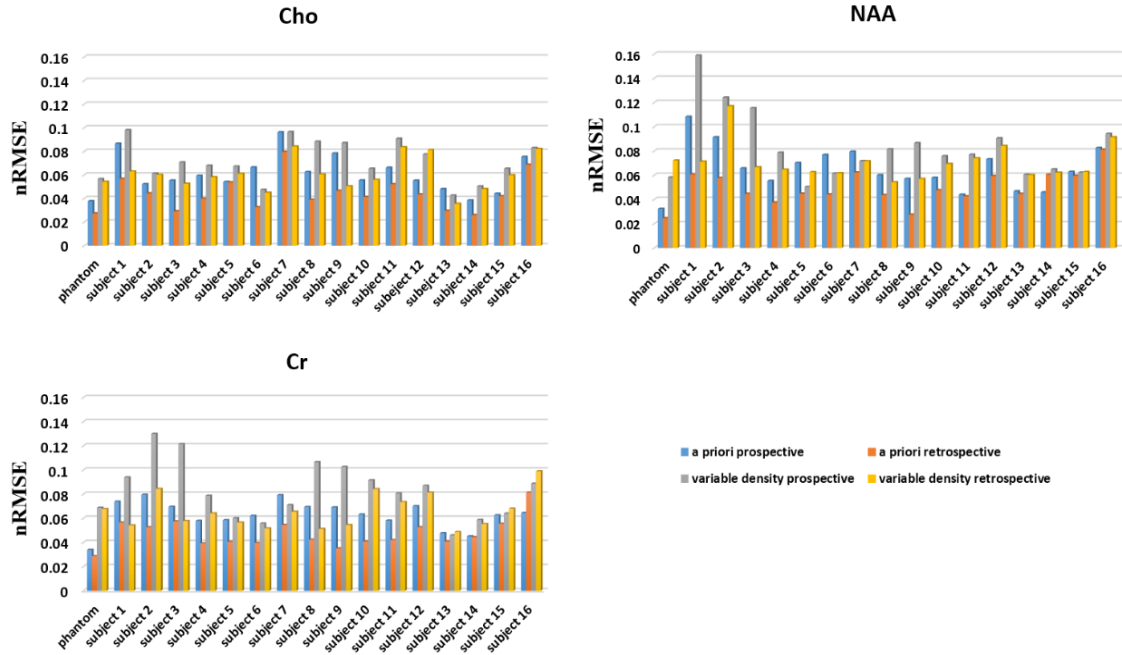 Cho
nRMSE
0.16
0.14
0.12
0.1
0.08
0.06
0.04
0.02
0
phantom
subject 1
subject 2
subject 3
subject 4
subject 5
subject 6
subject 7
subject 8
subject 9
subject 10
subject 11
subeject 12
subejct 13
subject 14
subject 15
subject 16
NAA
nRMSE
0.16
0.14
0.12
0.1
0.08
0.06
0.04
0.02
0
phantom
subject 1
subject 2
subject 3
subject 4
subject 5
subject 6
subject 7
subject 8
subject 9
subject 10
subject 11
subject 12
subject 13
subject 14
subject 15
subject 16
Cr
nRMSE
0.16
0.14
0.12
0.1
0.08
0.06
0.04
0.02
0
phantom
subject 1
subject 2
subject 3
subject 4
subject 5
subject 6
subject 7
subject 8
subject 9
subject 10
subject 11
subject 12
subject 13
subject 14
subject 15
subject 16
a priori prospective
a priori retrospective
variable density prospective
variable density retrospective